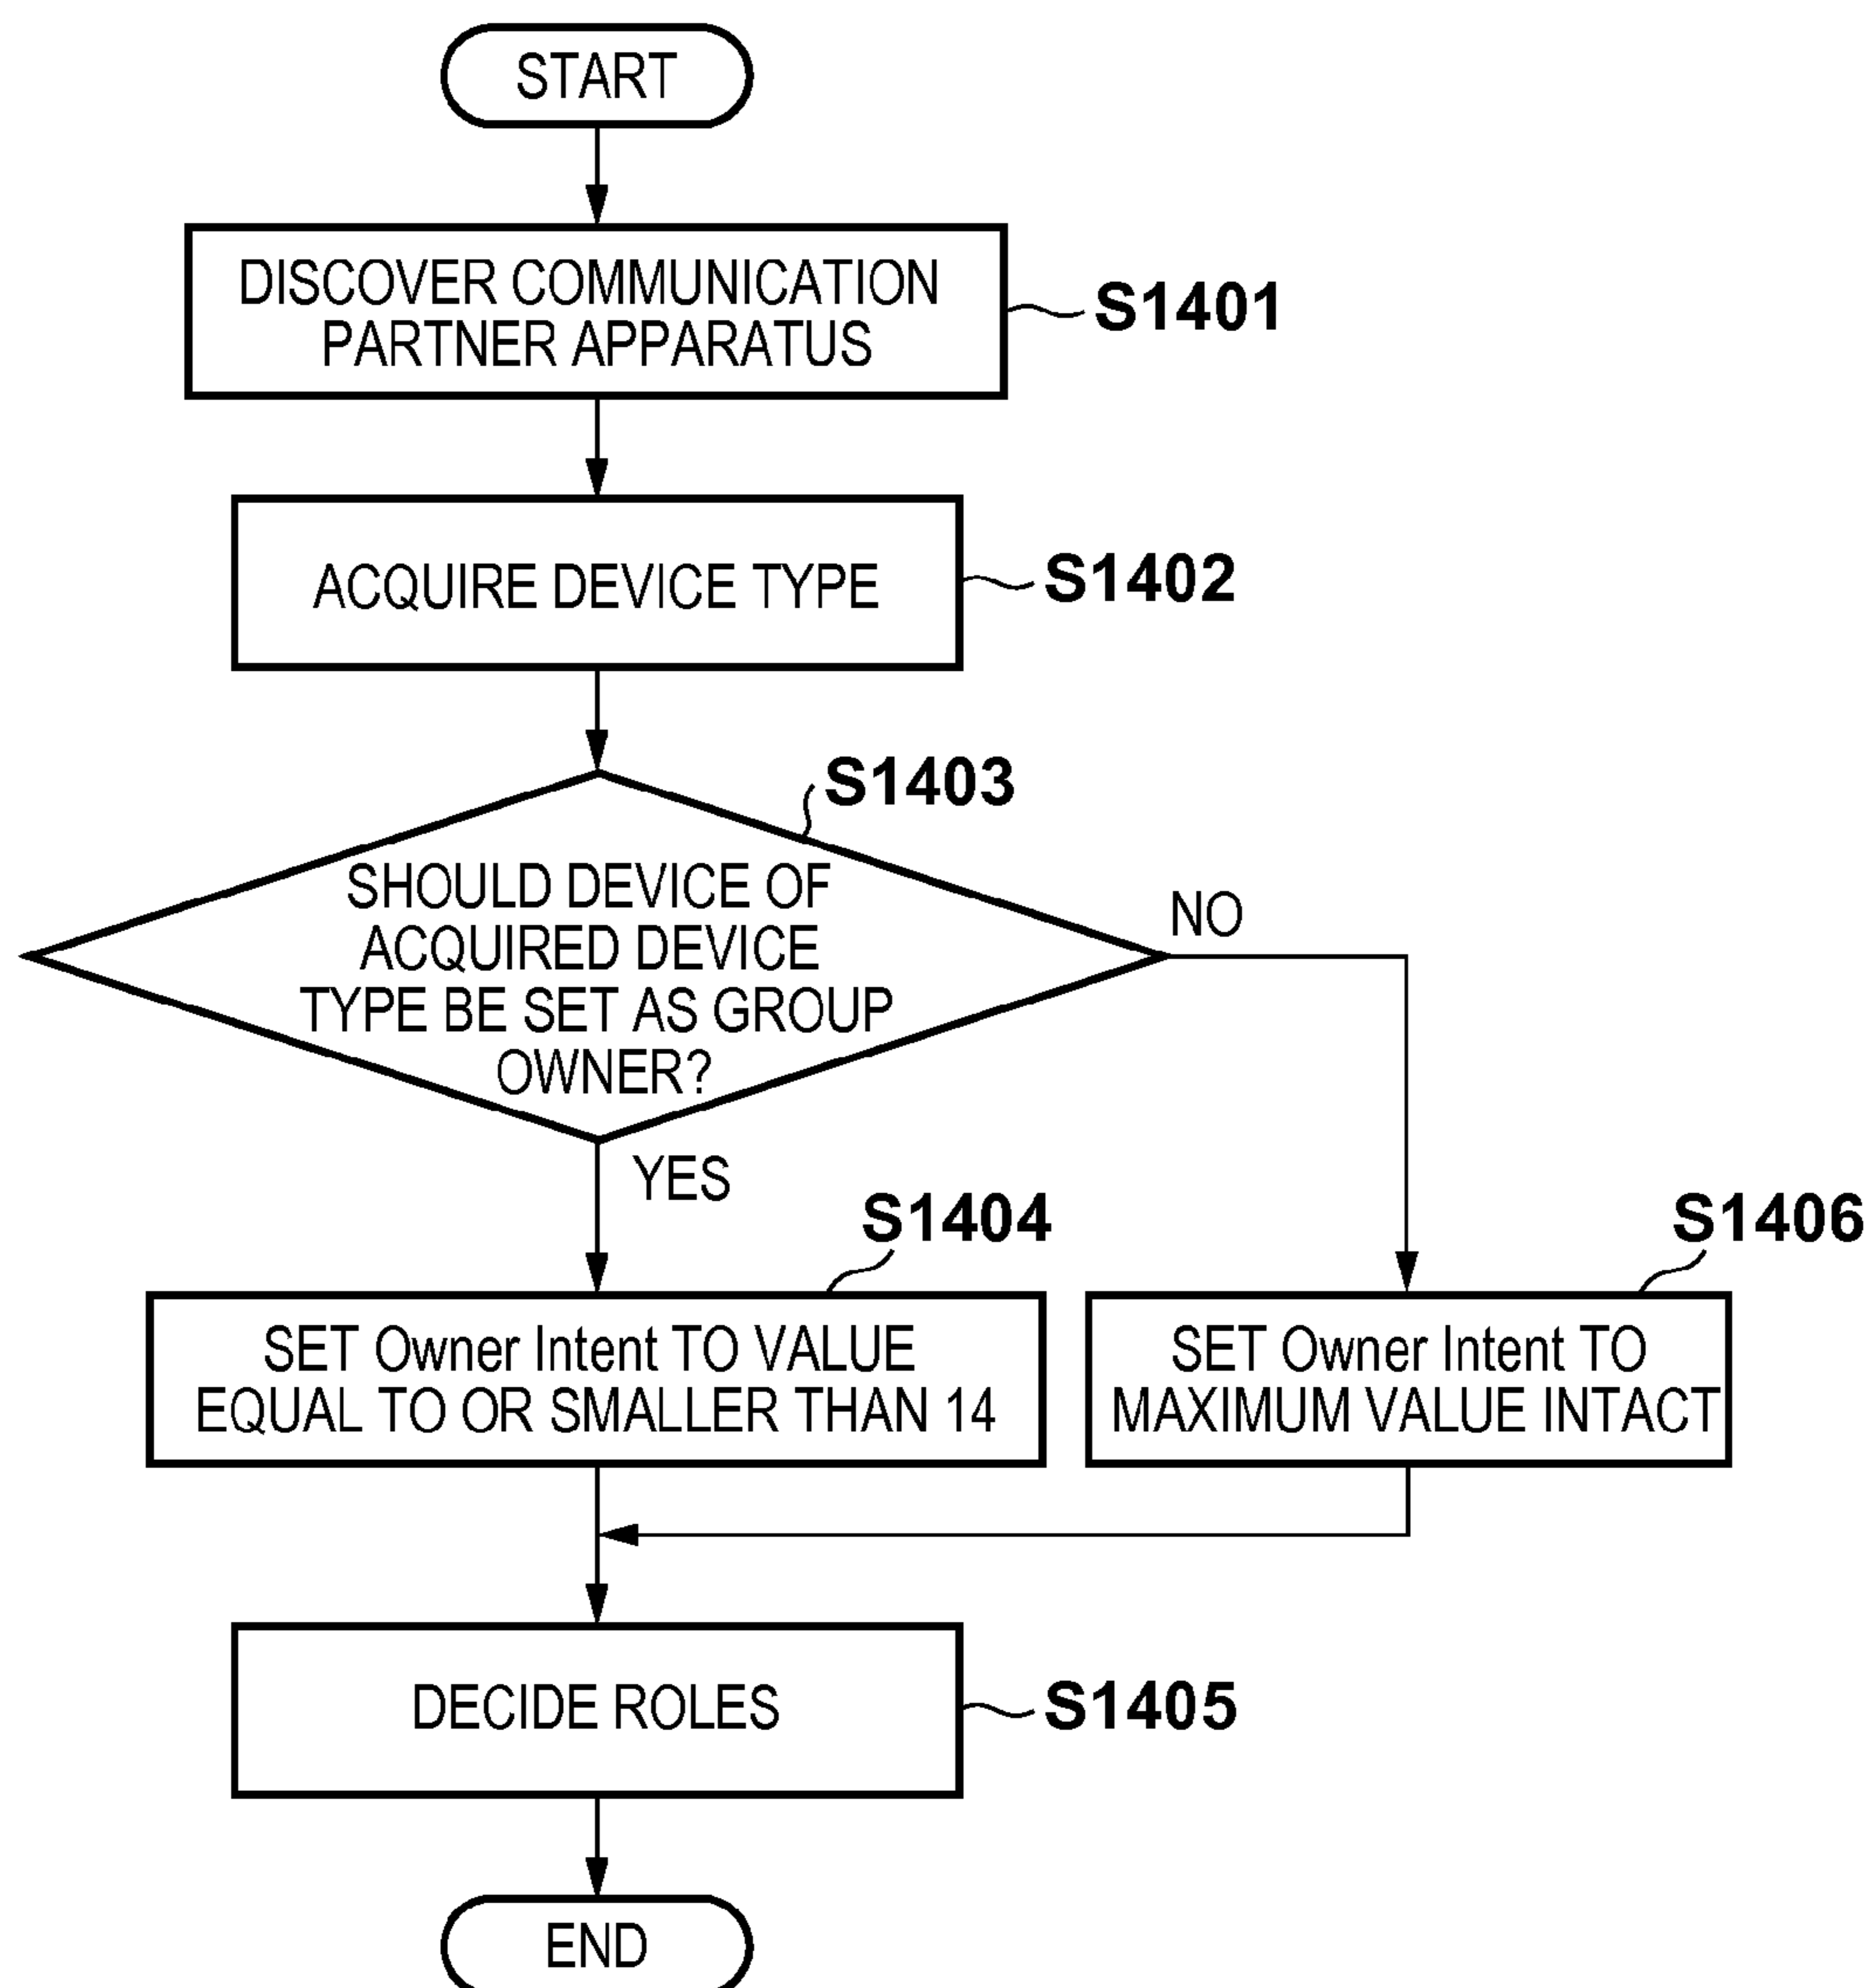 START
DISCOVER COMMUNICATION
PARTNER APPARATUS
S1401
ACQUIRE DEVICE TYPE
S1402
S1403
SHOULD DEVICE OF
ACQUIRED DEVICE
TYPE BE SET AS GROUP
OWNER?
NO
YES
S1404
SET Owner Intent TO VALUE
EQUAL TO OR SMALLER THAN 14
S1406
SET Owner Intent TO
MAXIMUM VALUE INTACT
DECIDE ROLES
S1405
END